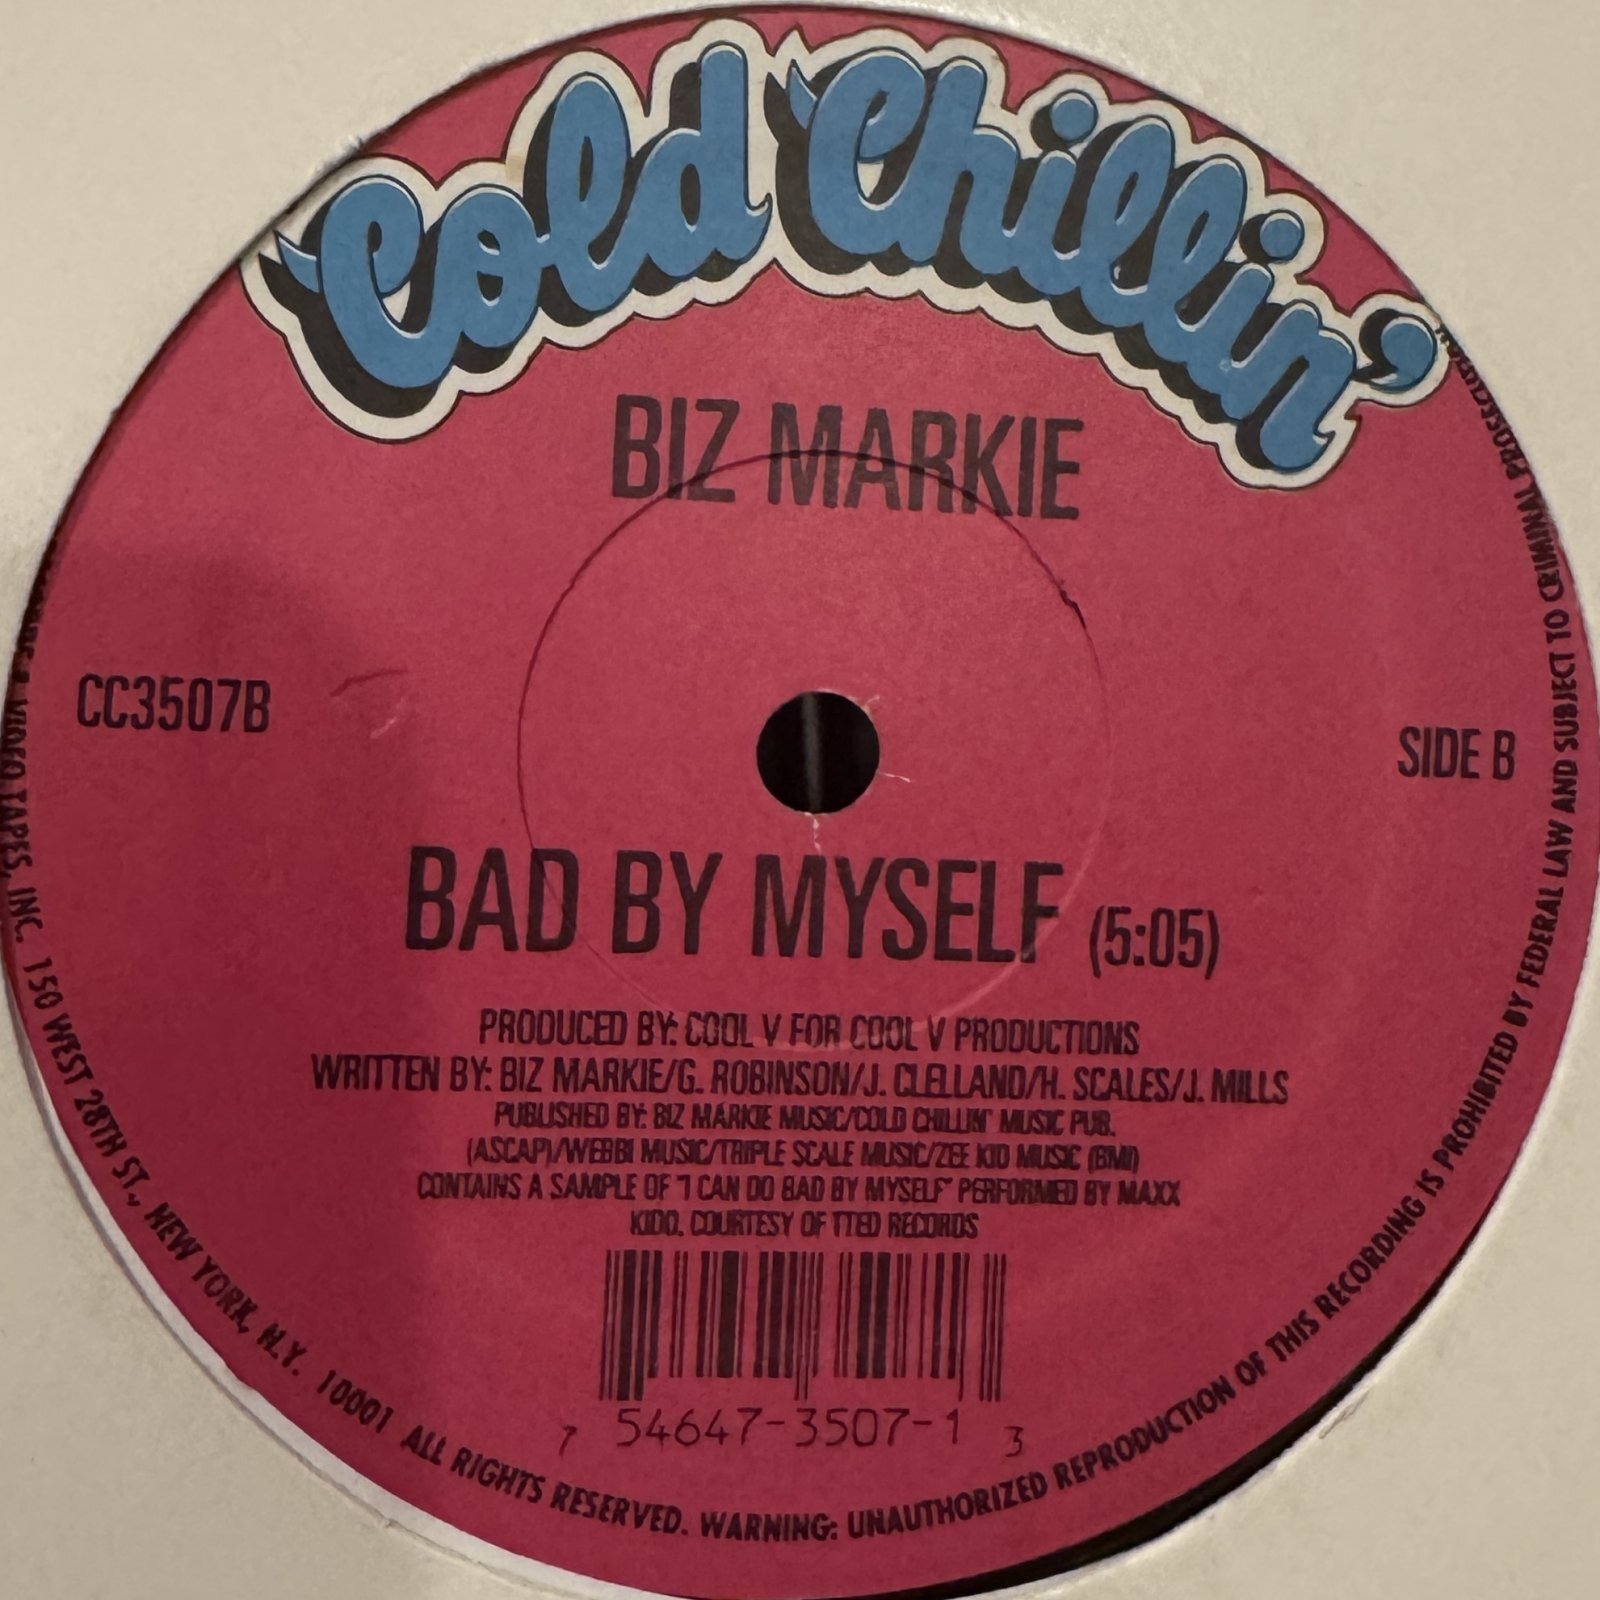 Cold Chillin'
BIZ MARKIE
CC3507B
SIDE B
BAD BY MYSELF (5:05)
PRODUCED BY: COOL V FOR COOL V PRODUCTIONS
WRITTEN BY: BIZ MARKIE/G. ROBINSON/J. CLELLAND/H. SCALES/J. MILLS
PUBLISHED BY: BIZ MARKIE MUSIC/COLD CHILLIN' MUSIC PUB.
(ASCAP)/WEBBI MUSIC/TRIPLE SCALE MUSIC/ZEE KID MUSIC (BMI)
CONTAINS A SAMPLE OF "I CAN DO BAD BY MYSELF" PERFORMED BY MAXX
KIDD. COURTESY OF TTED RECORDS
7 54647-3507-1 3
VIDEO TAPES, INC. 150 WEST 28TH ST., NEW YORK, N.Y. 10001 ALL RIGHTS RESERVED. WARNING: UNAUTHORIZED REPRODUCTION OF THIS RECORDING IS PROHIBITED BY FEDERAL LAW AND SUBJECT TO CRIMINAL PROSECUTION